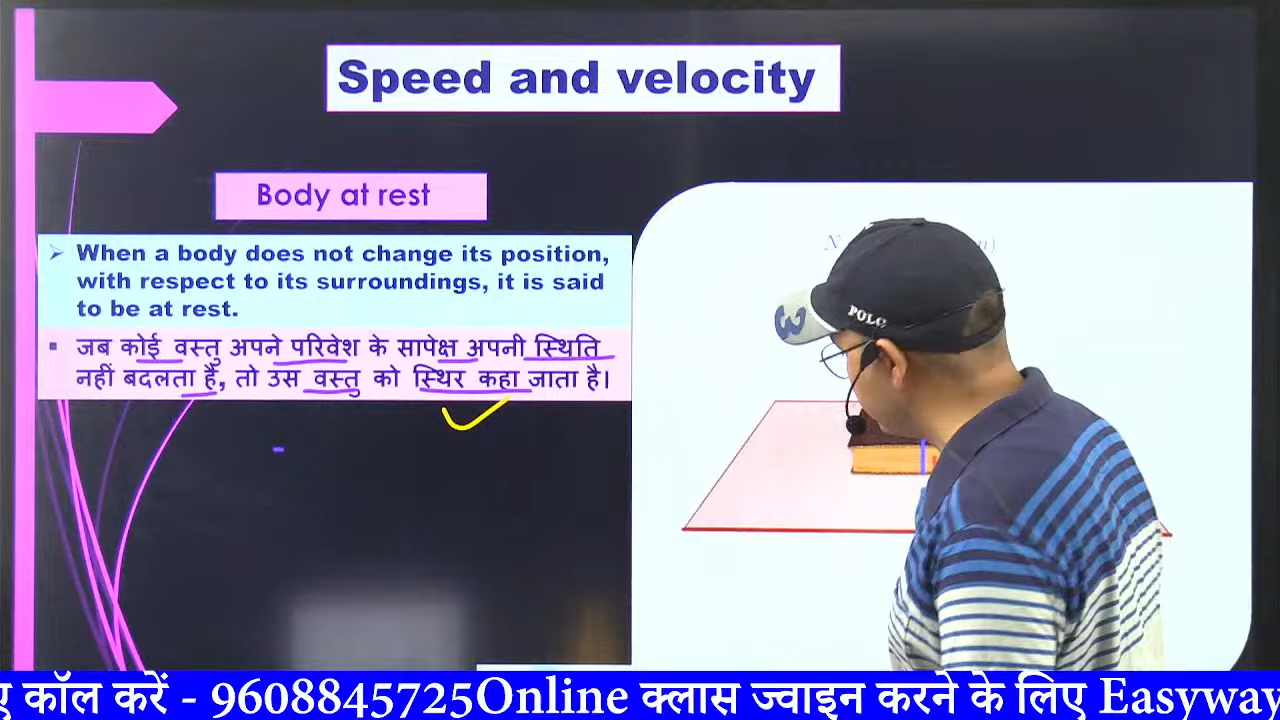 Speed and velocity
Body at rest
➢ When a body does not change its position,
with respect to its surroundings, it is said
to be at rest.
▪ जब कोई वस्तु अपने परिवेश के सापेक्ष अपनी स्थिति
नहीं बदलता है, तो उस वस्तु को स्थिर कहा जाता है।
POLO
3
ए कॉल करें - 9608845725Online क्लास ज्वाइन करने के लिए Easyway